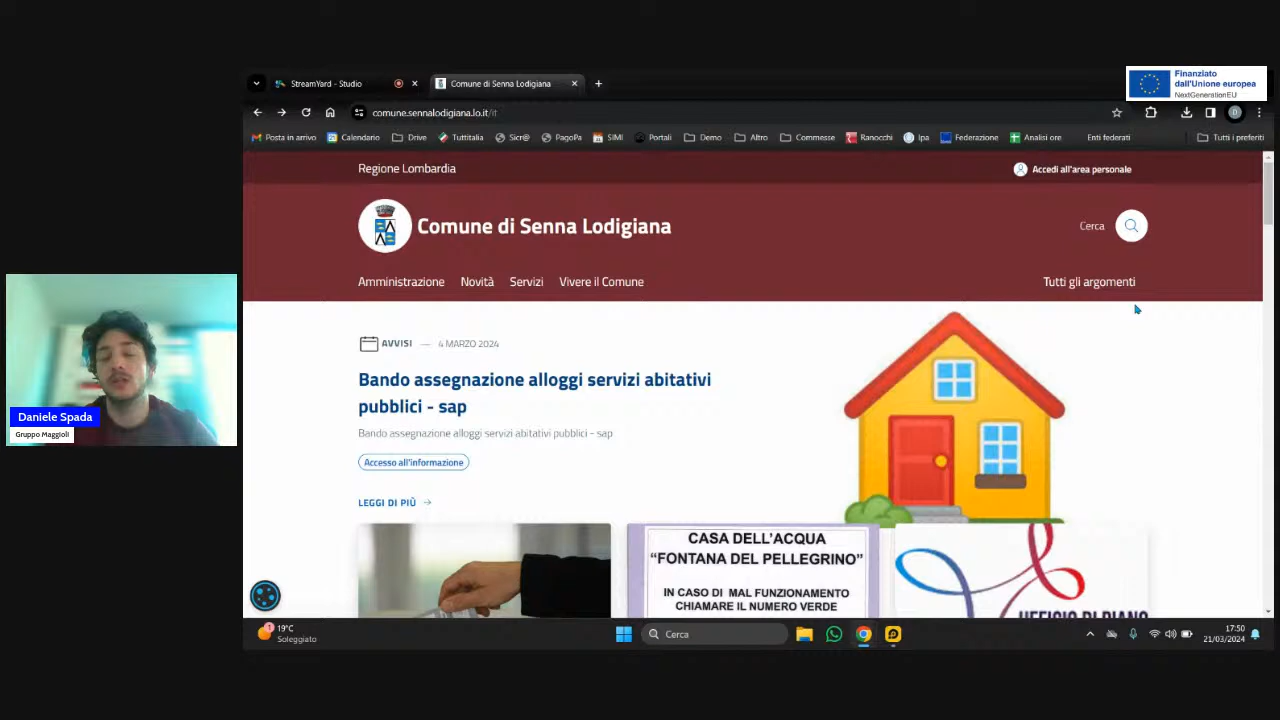 StreamYard - Studio
Comune di Senna Lodigiana
Finanziato
dall'Unione europea
NextGenerationEU
comune.sennalodigiana.lo.it/it
Posta in arrivo
Calendario
Drive
Tuttitalia
Sicr@
PagoPa
SIMI
Portali
Demo
Altro
Commesse
Ranocchi
Ipa
Federazione
Analisi ore
Enti federati
Tutti i preferiti
Regione Lombardia
Accedi all'area personale
Comune di Senna Lodigiana
Cerca
Amministrazione Novità Servizi Vivere il Comune
Tutti gli argomenti
AVVISI — 4 MARZO 2024
Bando assegnazione alloggi servizi abitativi
pubblici - sap
Bando assegnazione alloggi servizi abitativi pubblici - sap
Accesso all'informazione
LEGGI DI PIÙ →
CASA DELL'ACQUA
“FONTANA DEL PELLEGRINO”
IN CASO DI MAL FUNZIONAMENTO
CHIAMARE IL NUMERO VERDE
UFFICIO DI PIANO
Daniele Spada
Gruppo Maggioli
1
19°C
Soleggiato
Cerca
17:50
21/03/2024